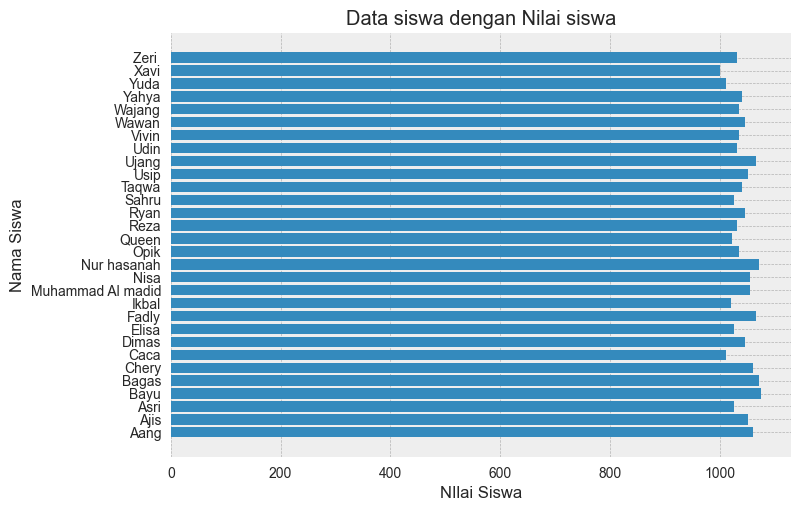 Data siswa dengan Nilai siswa
Nama Siswa
Zeri
Xavi
Yuda
Yahya
Wajang
Wawan
Vivin
Udin
Ujang
Usip
Taqwa
Sahru
Ryan
Reza
Queen
Opik
Nur hasanah
Nisa
Muhammad Al madid
Ikbal
Fadly
Elisa
Dimas
Caca
Chery
Bagas
Bayu
Asri
Ajis
Aang
0 200 400 600 800 1000
NIlai Siswa